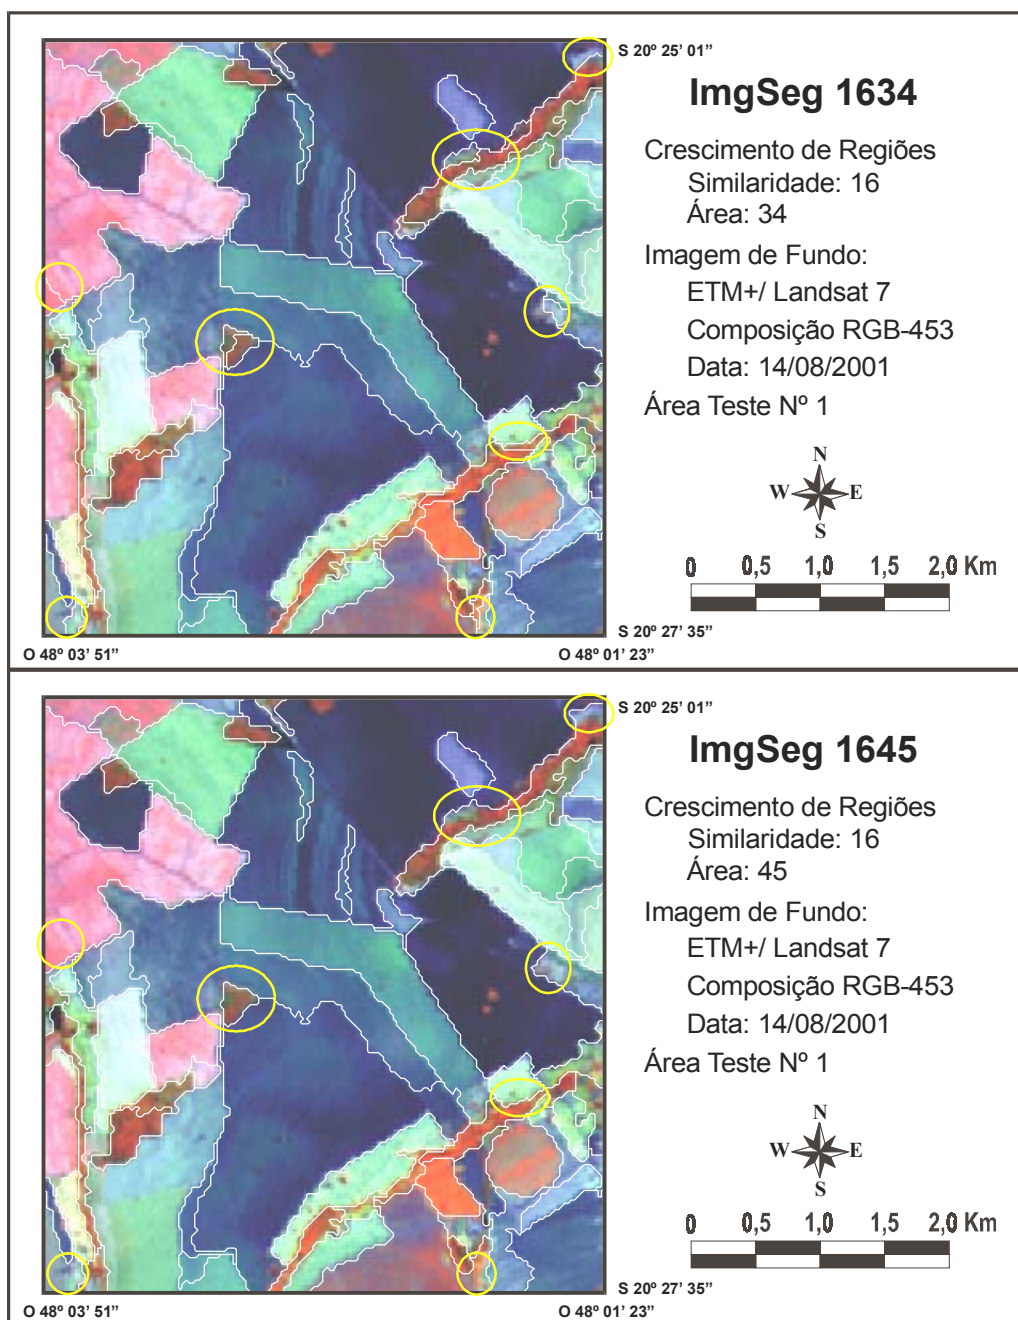 S 20º 25’ 01”
ImgSeg 1634
Crescimento de Regiões
Similaridade: 16
Área: 34
Imagem de Fundo:
ETM+/ Landsat 7
Composição RGB-453
Data: 14/08/2001
Área Teste Nº 1
N
W E
S
0 0,5 1,0 1,5 2,0 Km
S 20º 27’ 35”
O 48º 03’ 51” O 48º 01’ 23”
S 20º 25’ 01”
ImgSeg 1645
Crescimento de Regiões
Similaridade: 16
Área: 45
Imagem de Fundo:
ETM+/ Landsat 7
Composição RGB-453
Data: 14/08/2001
Área Teste Nº 1
N
W E
S
0 0,5 1,0 1,5 2,0 Km
S 20º 27’ 35”
O 48º 03’ 51” O 48º 01’ 23”